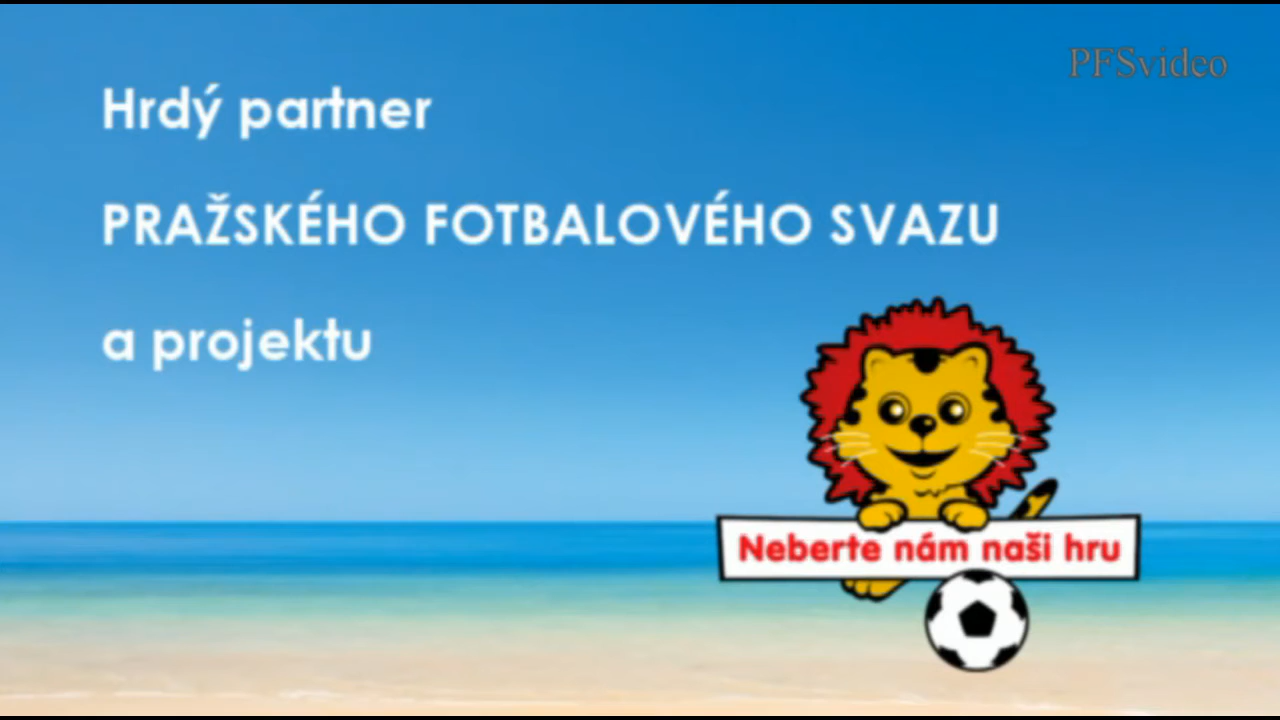 PFSvideo
Hrdý partner
PRAŽSKÉHO FOTBALOVÉHO SVAZU
a projektu
Neberte nám naši hru